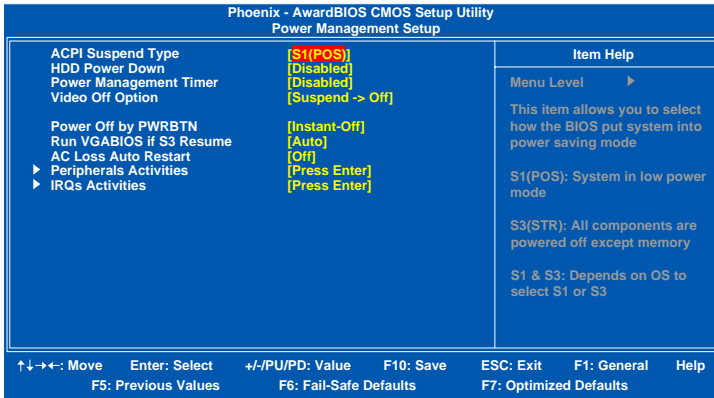 Phoenix - AwardBIOS CMOS Setup Utility
Power Management Setup
ACPI Suspend Type [S1(POS)]
HDD Power Down [Disabled]
Power Management Timer [Disabled]
Video Off Option [Suspend -> Off]
Power Off by PWRBTN [Instant-Off]
Run VGABIOS if S3 Resume [Auto]
AC Loss Auto Restart [Off]
Peripherals Activities [Press Enter]
IRQs Activities [Press Enter]
Item Help
Menu Level
This item allows you to select
how the BIOS put system into
power saving mode
S1(POS): System in low power
mode
S3(STR): All components are
powered off except memory
S1 & S3: Depends on OS to
select S1 or S3
↑↓→←: Move Enter: Select +/-/PU/PD: Value F10: Save ESC: Exit F1: General Help
F5: Previous Values F6: Fail-Safe Defaults F7: Optimized Defaults